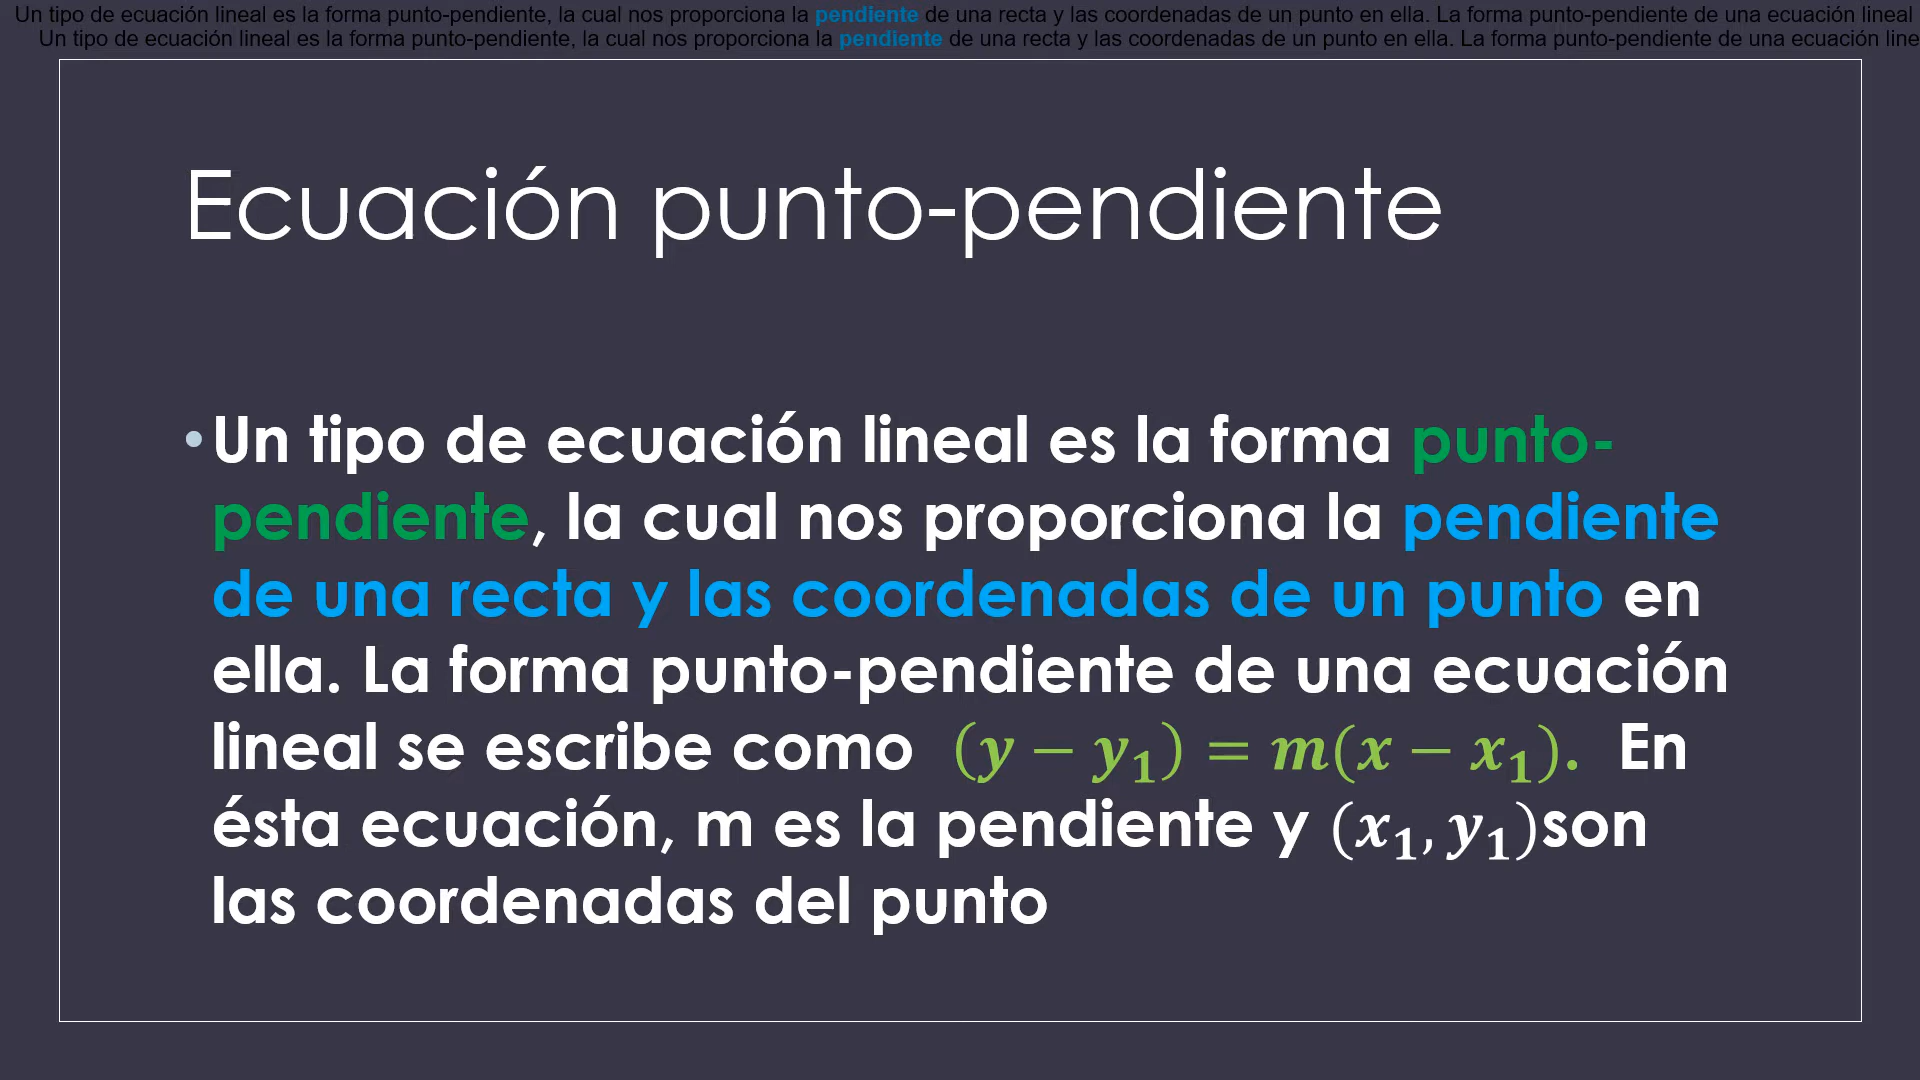 Un tipo de ecuación lineal es la forma punto-pendiente, la cual nos proporciona la pendiente de una recta y las coordenadas de un punto en ella. La forma punto-pendiente de una ecuación lineal
Un tipo de ecuación lineal es la forma punto-pendiente, la cual nos proporciona la pendiente de una recta y las coordenadas de un punto en ella. La forma punto-pendiente de una ecuación line
Ecuación punto-pendiente
• Un tipo de ecuación lineal es la forma punto-
pendiente, la cual nos proporciona la pendiente
de una recta y las coordenadas de un punto en
ella. La forma punto-pendiente de una ecuación
lineal se escribe como (y − y₁) = m(x − x₁). En
ésta ecuación, m es la pendiente y (x₁, y₁)son
las coordenadas del punto